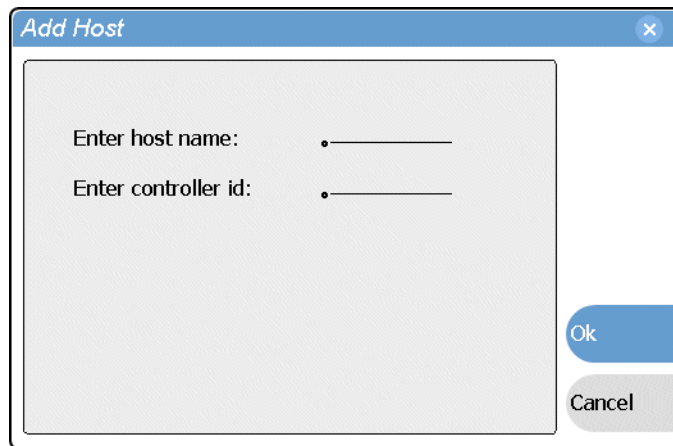 Add Host
Enter host name:
Enter controller id:
Ok
Cancel